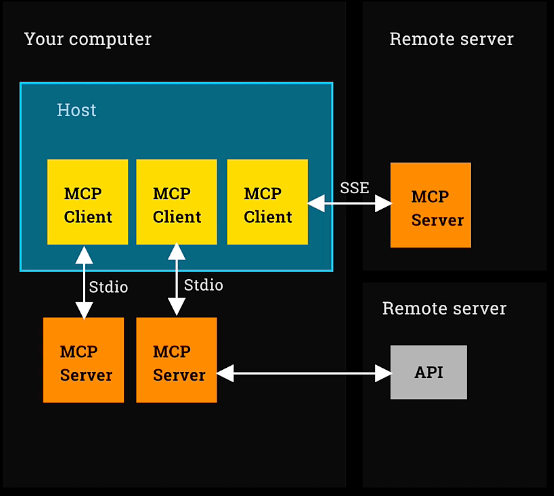 Your computer
Remote server
Host
MCP
Client
MCP
Client
MCP
Client
SSE
MCP
Server
Stdio
Stdio
Remote server
MCP
Server
MCP
Server
API